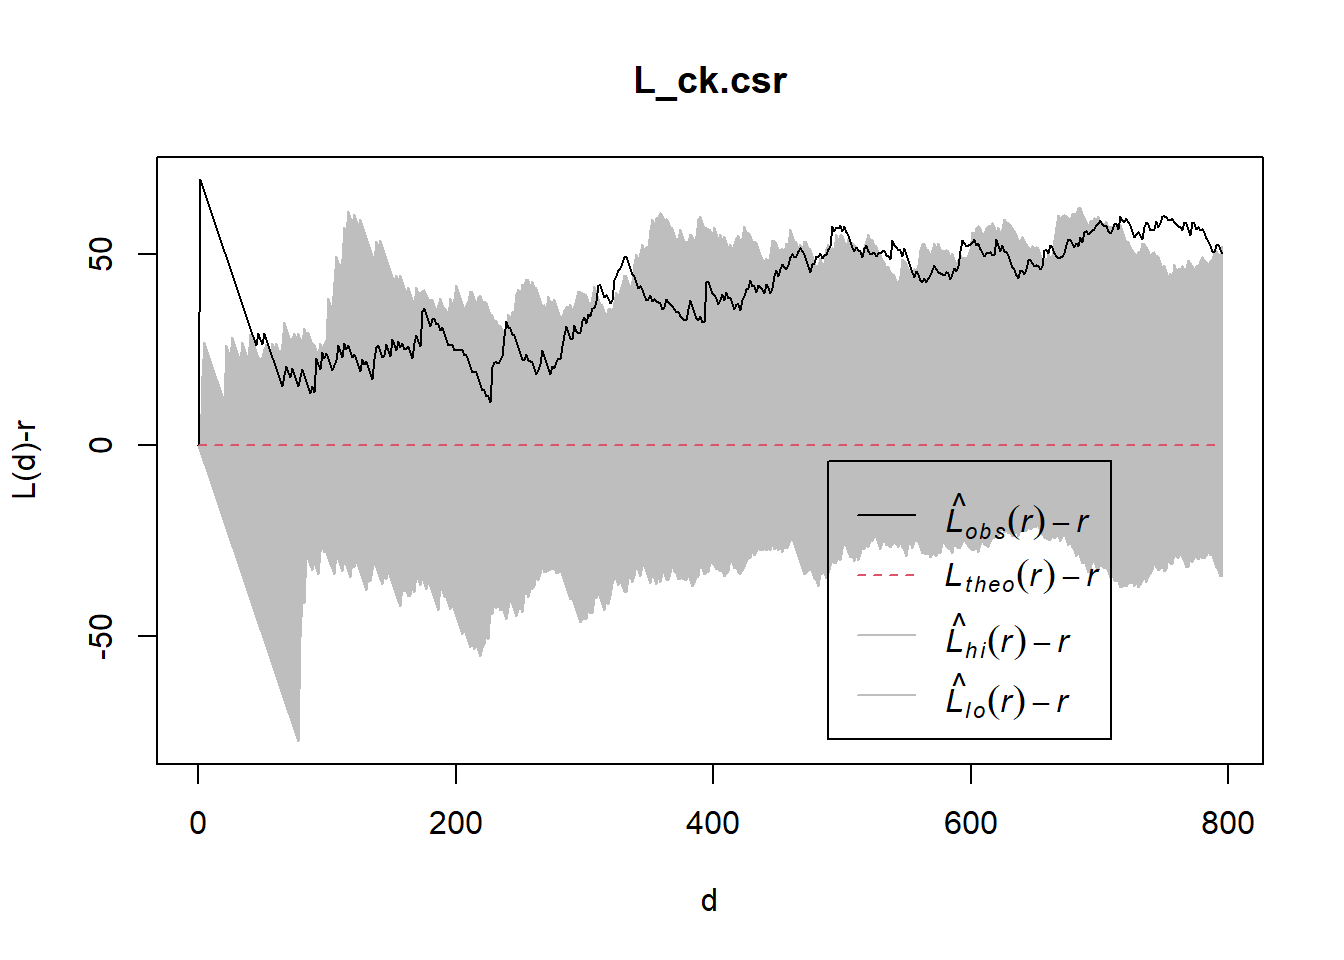 L_ck.csr
L(d)-r
50
0
-50
0 200 400 600 800
d
L̂obs(r) – r
Ltheo(r) – r
L̂hi(r) – r
L̂lo(r) – r